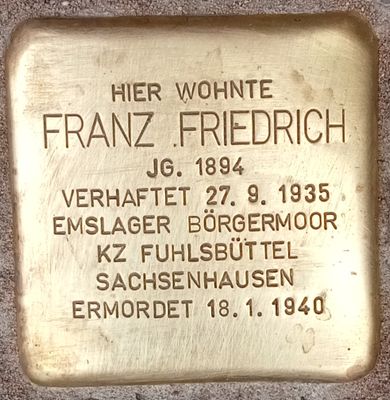 HIER WOHNTE
FRANZ FRIEDRICH
JG. 1894
VERHAFTET 27. 9. 1935
EMSLAGER BÖRGERMOOR
KZ FUHLSBÜTTEL
SACHSENHAUSEN
ERMORDET 18. 1. 1940